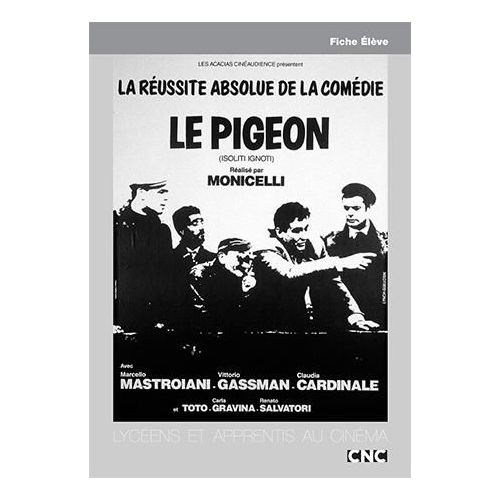 Fiche Élève
LES ACACIAS CINÉAUDIENCE présentent
LA RÉUSSITE ABSOLUE DE LA COMÉDIE
LE PIGEON
(ISOLITI IGNOTI)
Réalisé par
MONICELLI
Avec
Marcello Vittorio Claudia
MASTROIANI - GASSMAN - CARDINALE
Carla Renato
et TOTO - GRAVINA - SALVATORI
LYCÉENS ET APPRENTIS AU CINÉMA
CNC